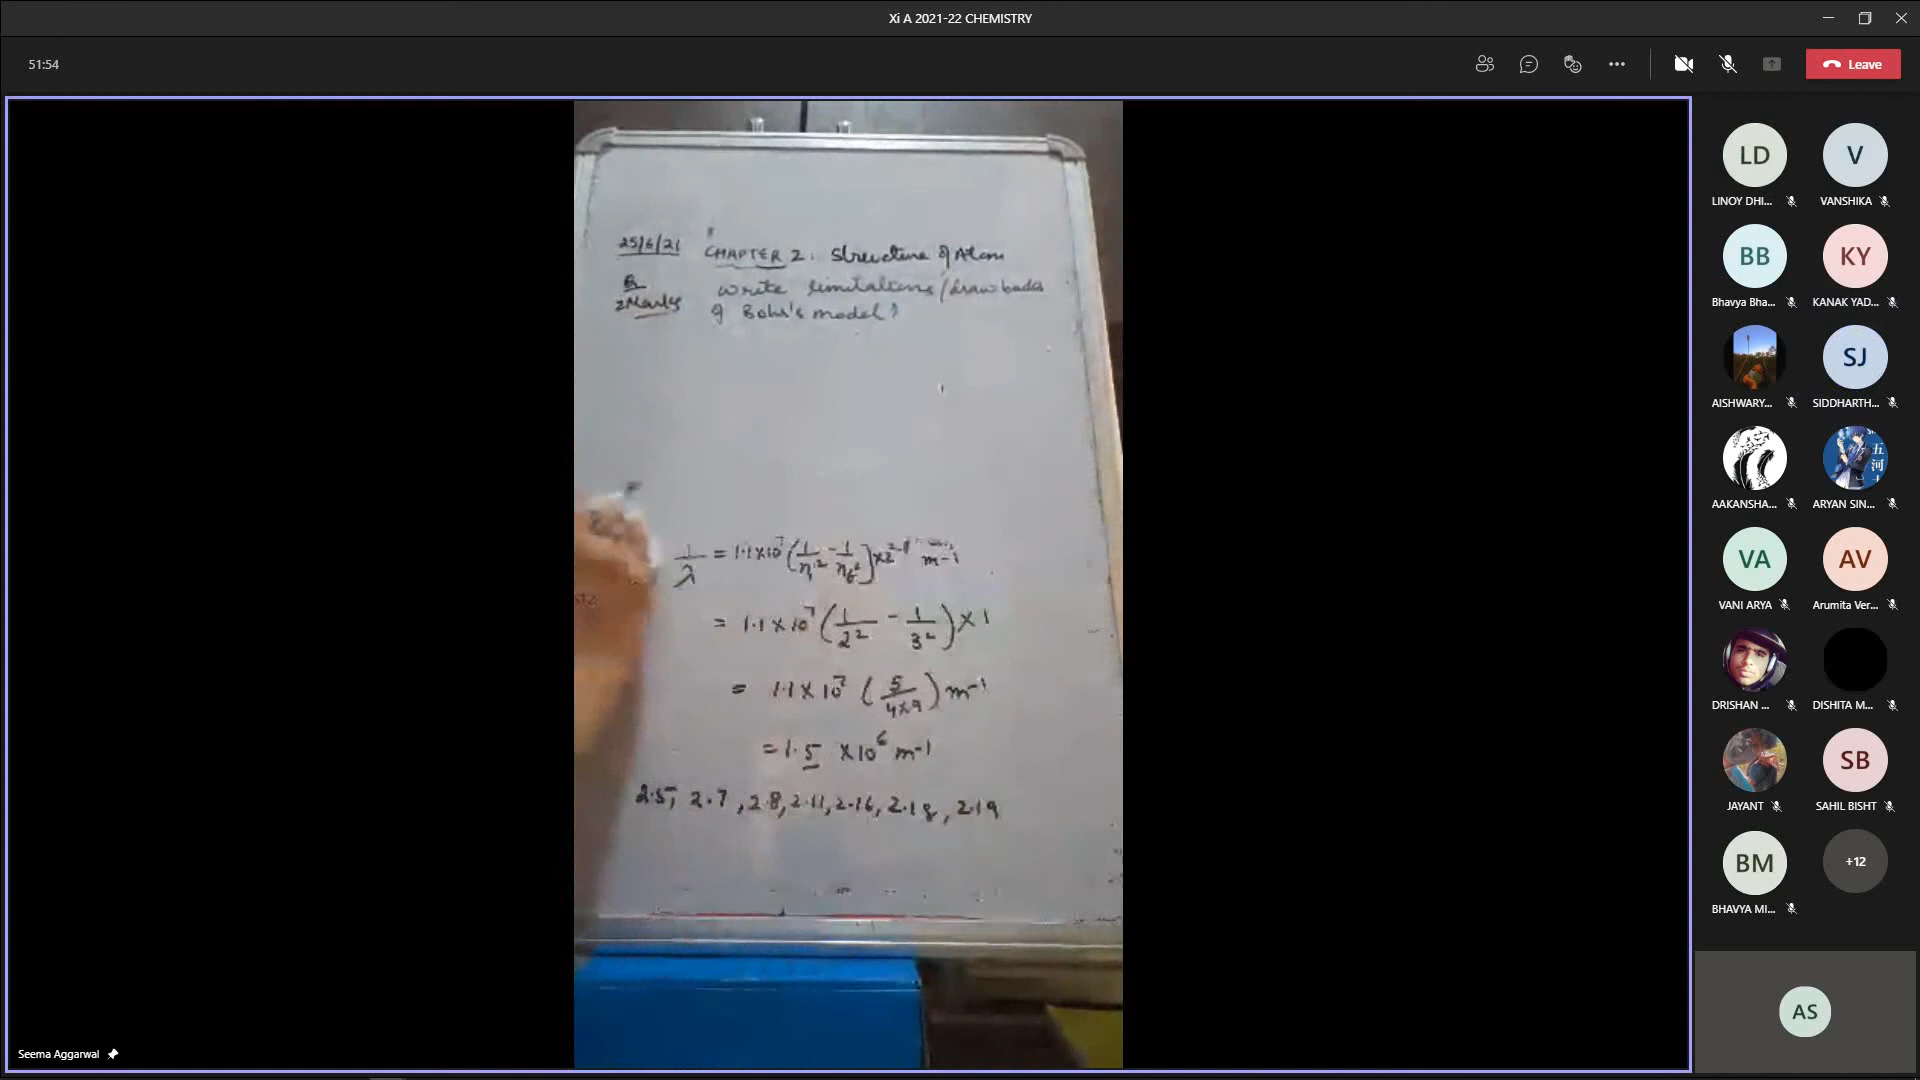 Xi A 2021-22 CHEMISTRY
51:54
Leave
25/6/21 CHAPTER 2. Structure of Atom
Q Write limitations/drawbacks
2 Marks of Bohr's model?
1/λ = 1.1×10⁷ (1/n₁² - 1/n₂²) × z² m-1
= 1.1 × 10⁷ (1/2² - 1/3²) × 1
= 1.1 × 10⁷ (5/4×9) m-1
= 1.5 × 10⁶ m-1
2.5, 2.7, 2.8, 2.11, 2.16, 2.18, 2.19
Seema Aggarwal
LD V
LINOY DHI... VANSHIKA
BB KY
Bhavya Bha... KANAK YAD...
SJ
AISHWARY... SIDDHARTH...
五河士
AAKANSHA... ARYAN SIN...
VA AV
VANI ARYA Arumita Ver...
DRISHAN ... DISHITA M...
SB
JAYANT SAHIL BISHT
BM +12
BHAVYA MI...
AS